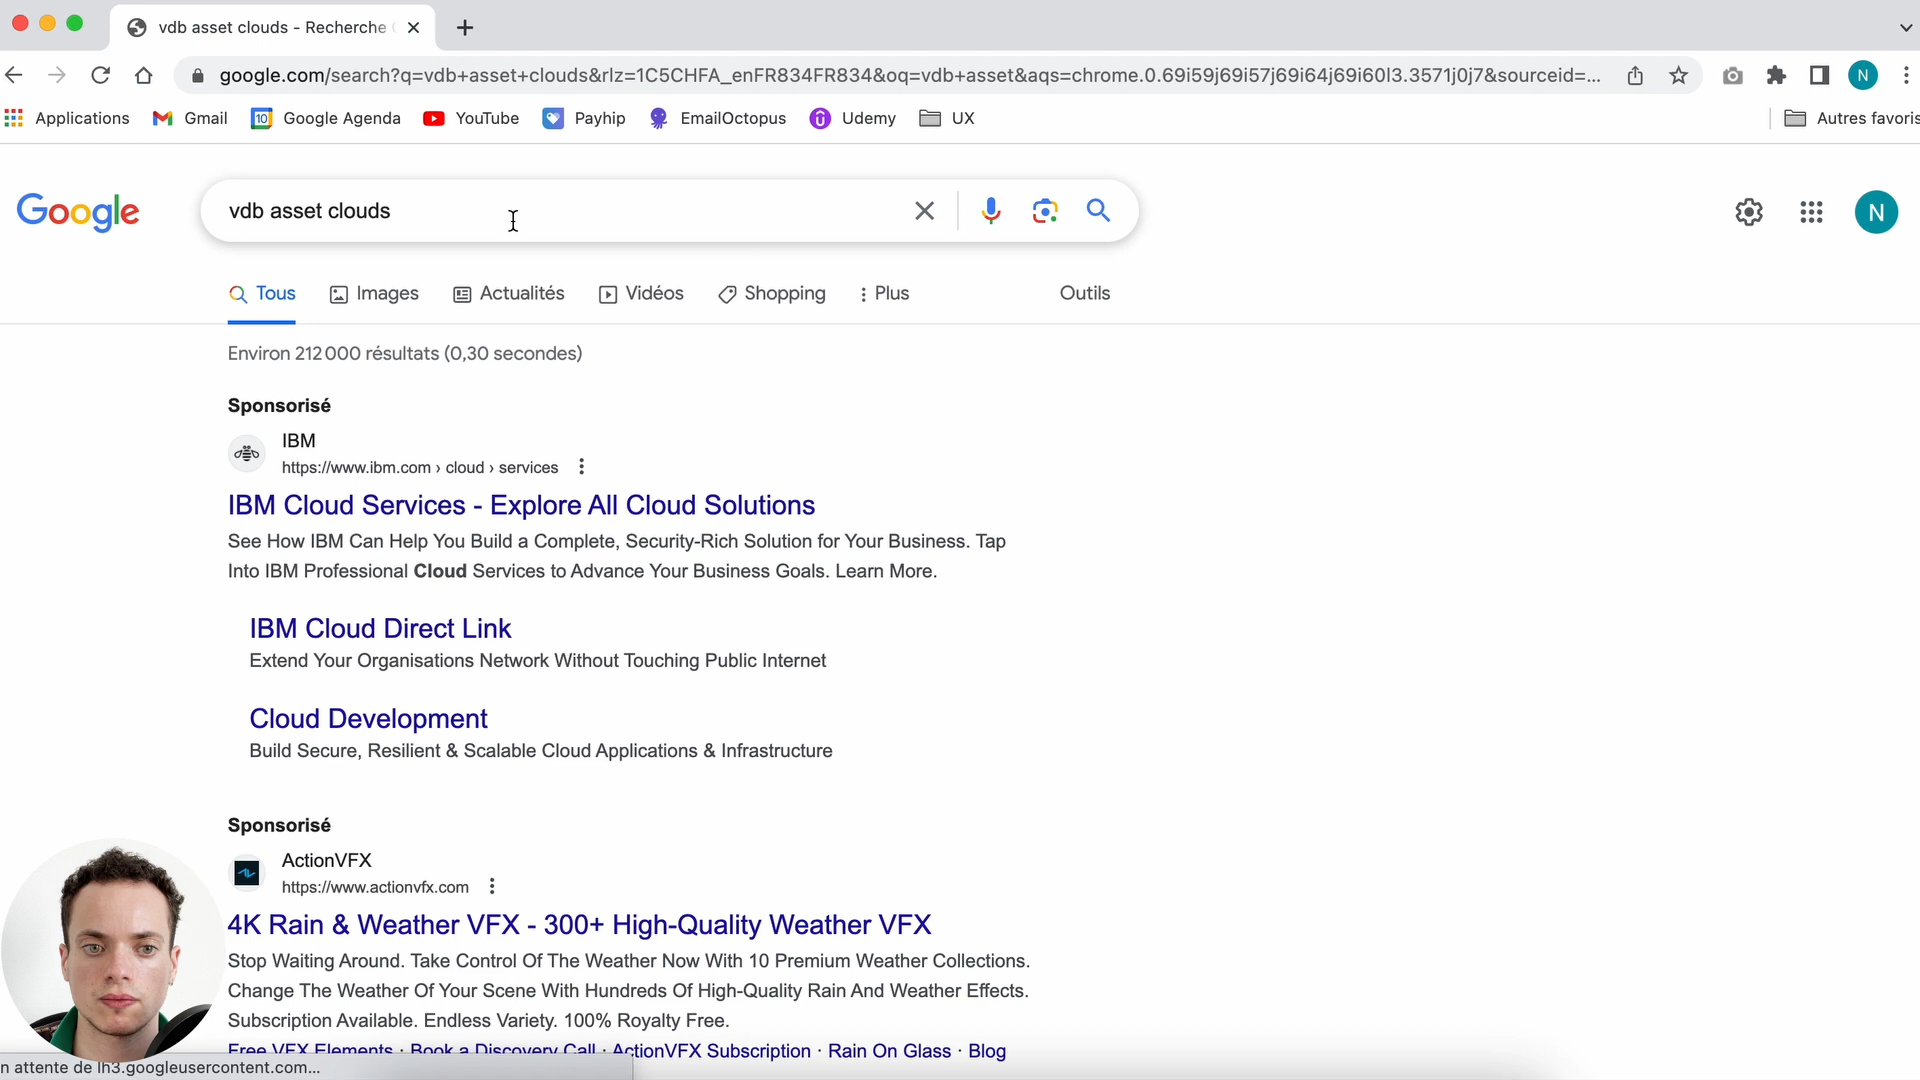 vdb asset clouds - Recherche
google.com/search?q=vdb+asset+clouds&rlz=1C5CHFA_enFR834FR834&oq=vdb+asset&aqs=chrome.0.69i59j69i57j69i64j69i60l3.3571j0j7&sourceid=...
N
Applications
Gmail
10
Google Agenda
YouTube
Payhip
EmailOctopus
Udemy
UX
Autres favoris
Google
vdb asset clouds
N
Tous
Images
Actualités
Vidéos
Shopping
Plus
Outils
Environ 212 000 résultats (0,30 secondes)
Sponsorisé
IBM
https://www.ibm.com › cloud › services
IBM Cloud Services - Explore All Cloud Solutions
See How IBM Can Help You Build a Complete, Security-Rich Solution for Your Business. Tap
Into IBM Professional Cloud Services to Advance Your Business Goals. Learn More.
IBM Cloud Direct Link
Extend Your Organisations Network Without Touching Public Internet
Cloud Development
Build Secure, Resilient & Scalable Cloud Applications & Infrastructure
Sponsorisé
ActionVFX
https://www.actionvfx.com
4K Rain & Weather VFX - 300+ High-Quality Weather VFX
Stop Waiting Around. Take Control Of The Weather Now With 10 Premium Weather Collections.
Change The Weather Of Your Scene With Hundreds Of High-Quality Rain And Weather Effects.
Subscription Available. Endless Variety. 100% Royalty Free.
Free VFX Elements · Book a Discovery Call · ActionVFX Subscription · Rain On Glass · Blog
n attente de lh3.googleusercontent.com...